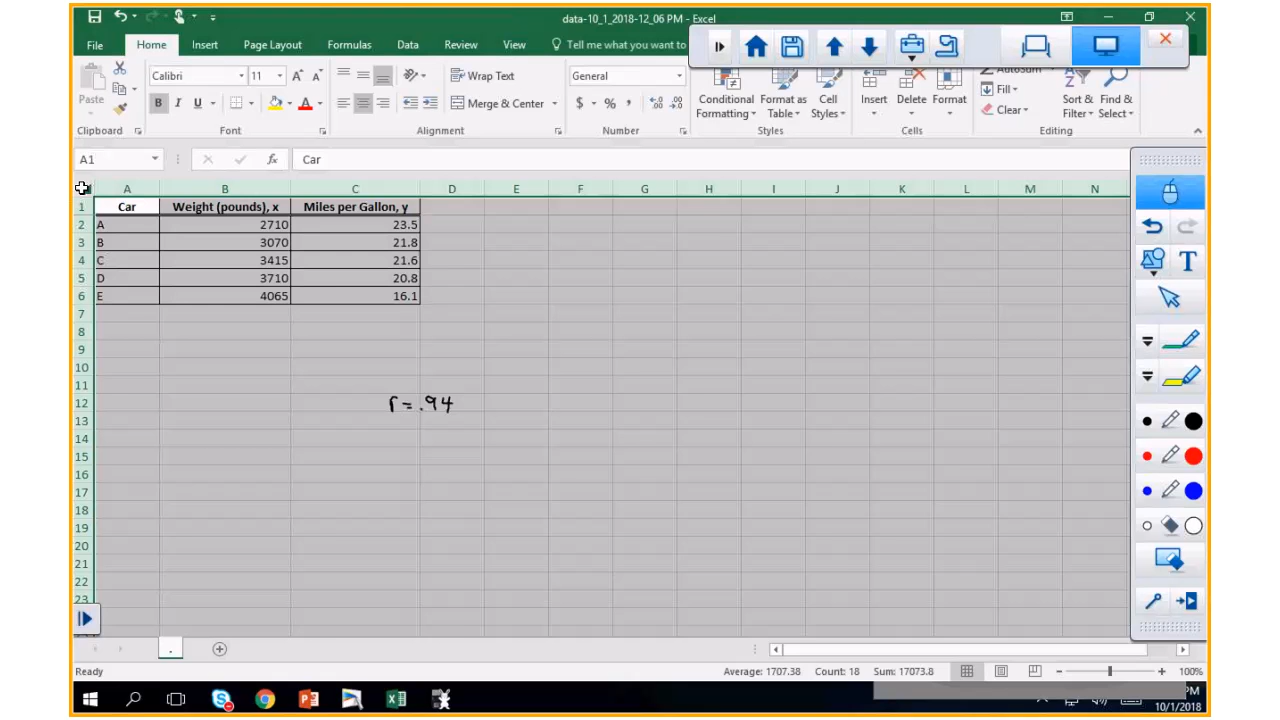 data-10_1_2018-12_06 PM - Excel
File Home Insert Page Layout Formulas Data Review View Tell me what you want to
Calibri 11 A A Wrap Text General
Paste B I U A Merge & Center $ % Conditional Formatting Format as Table Cell Styles Insert Delete Format AutoSum Fill Clear Sort & Filter Find & Select
Clipboard Font Alignment Number Styles Cells Editing
A1 fx Car
A B C D E F G H I J K L M N
1 Car Weight (pounds), x Miles per Gallon, y
2 A 2710 23.5
3 B 3070 21.8
4 C 3415 21.6
5 D 3710 20.8
6 E 4065 16.1
7
8
9
10
11
12 r = .94
13
14
15
16
17
18
19
20
21
22
23
.
Ready Average: 1707.38 Count: 18 Sum: 17073.8 100%
PM
10/1/2018